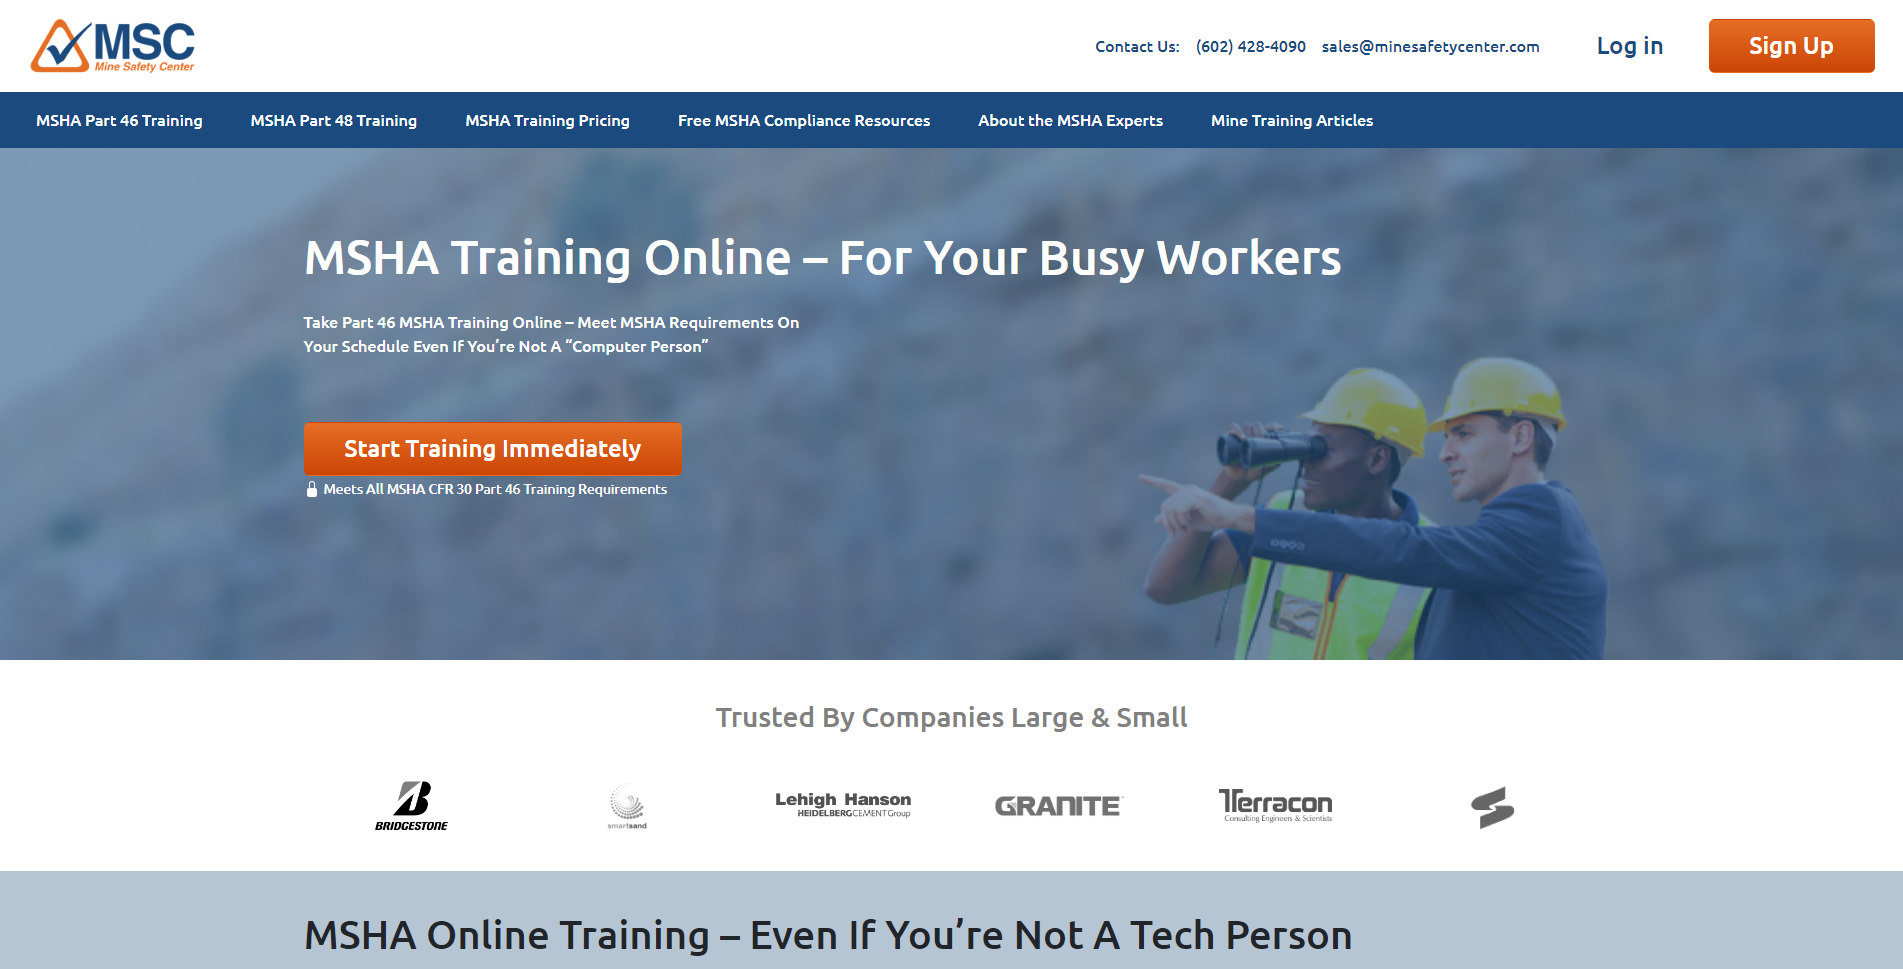 MSC
Mine Safety Center
Contact Us: (602) 428-4090 sales@minesafetycenter.com Log in Sign Up
MSHA Part 46 Training MSHA Part 48 Training MSHA Training Pricing Free MSHA Compliance Resources About the MSHA Experts Mine Training Articles
MSHA Training Online – For Your Busy Workers
Take Part 46 MSHA Training Online – Meet MSHA Requirements On
Your Schedule Even If You’re Not A “Computer Person”
Start Training Immediately
Meets All MSHA CFR 30 Part 46 Training Requirements
Trusted By Companies Large & Small
BRIDGESTONE
smartsand
Lehigh Hanson
HEIDELBERGCEMENT Group
GRANITE
Terracon
Consulting Engineers & Scientists
MSHA Online Training – Even If You’re Not A Tech Person